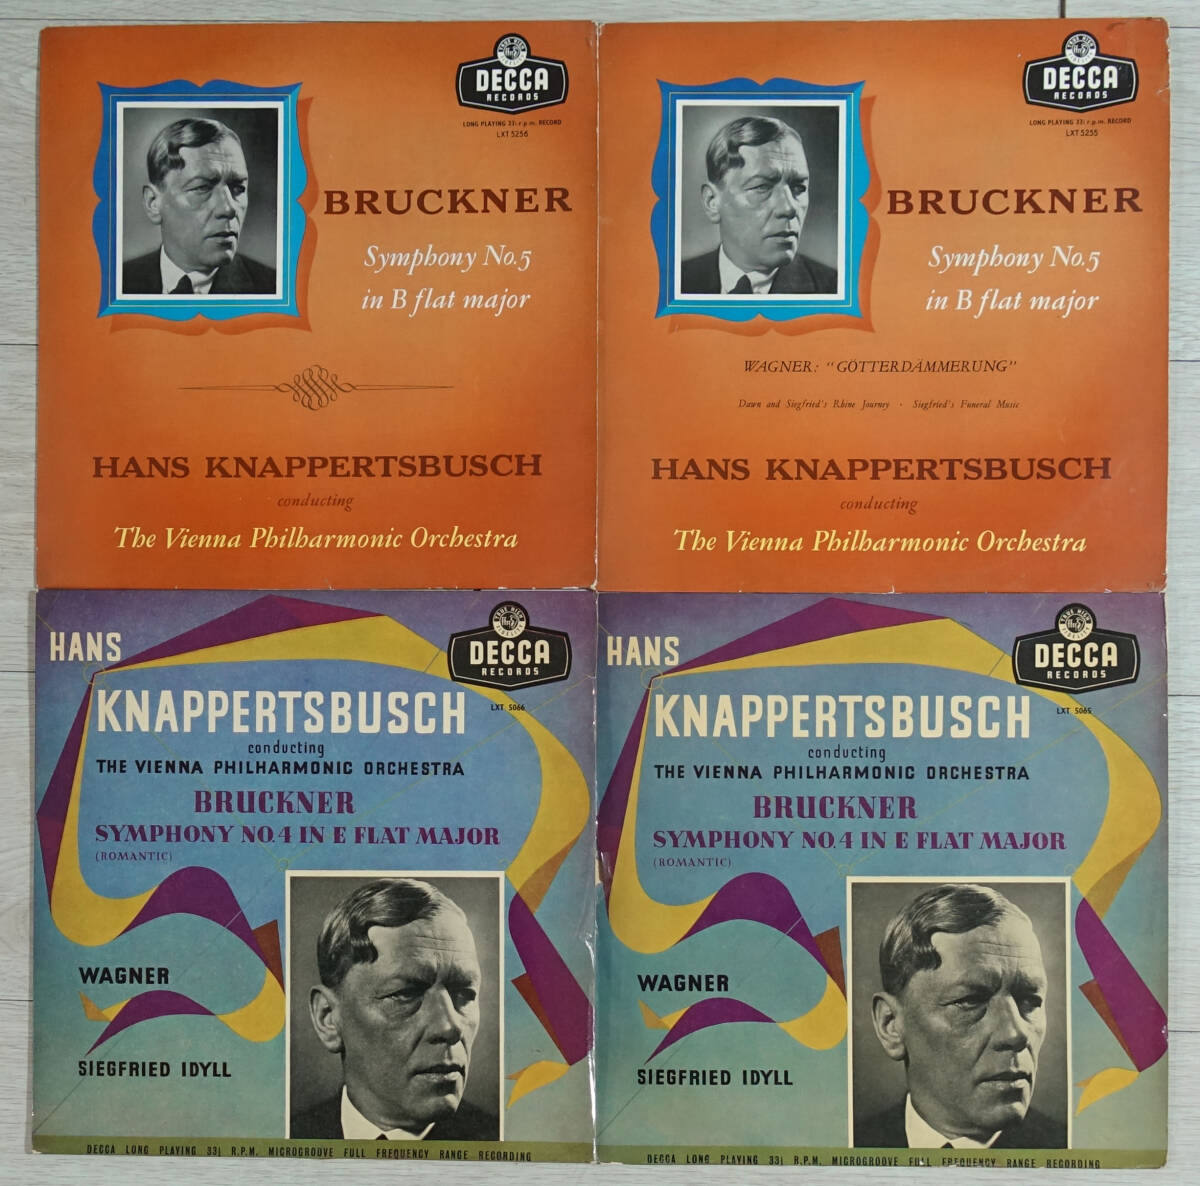 DECCA
RECORDS
LONG PLAYING 33⅓ r.p.m. RECORD
LXT 5256
BRUCKNER
Symphony No.5
in B flat major
HANS KNAPPERTSBUSCH
conducting
The Vienna Philharmonic Orchestra
DECCA
RECORDS
LONG PLAYING 33⅓ r.p.m. RECORD
LXT 5255
BRUCKNER
Symphony No.5
in B flat major
WAGNER: "GÖTTERDÄMMERUNG"
Dawn and Siegfried's Rhine Journey · Siegfried's Funeral Music
HANS KNAPPERTSBUSCH
conducting
The Vienna Philharmonic Orchestra
HANS
DECCA
RECORDS
KNAPPERTSBUSCH
LXT 5066
conducting
THE VIENNA PHILHARMONIC ORCHESTRA
BRUCKNER
SYMPHONY NO.4 IN E FLAT MAJOR
(ROMANTIC)
WAGNER
SIEGFRIED IDYLL
DECCA LONG PLAYING 33⅓ R.P.M. MICROGROOVE FULL FREQUENCY RANGE RECORDING
HANS
DECCA
RECORDS
KNAPPERTSBUSCH
LXT 5065
conducting
THE VIENNA PHILHARMONIC ORCHESTRA
BRUCKNER
SYMPHONY NO.4 IN E FLAT MAJOR
(ROMANTIC)
WAGNER
SIEGFRIED IDYLL
DECCA LONG PLAYING 33⅓ R.P.M. MICROGROOVE FULL FREQUENCY RANGE RECORDING